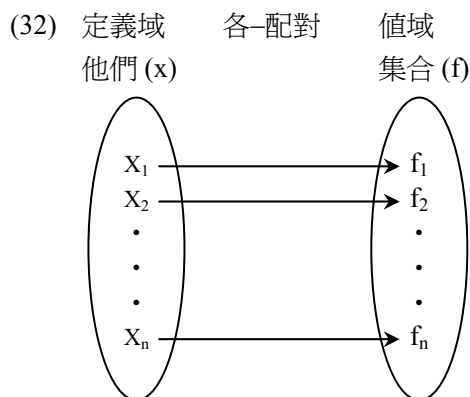 (32) 定義域 各–配對 值域
他們 (x) 集合 (f)
X₁ f₁
X₂ f₂
Xₙ fₙ